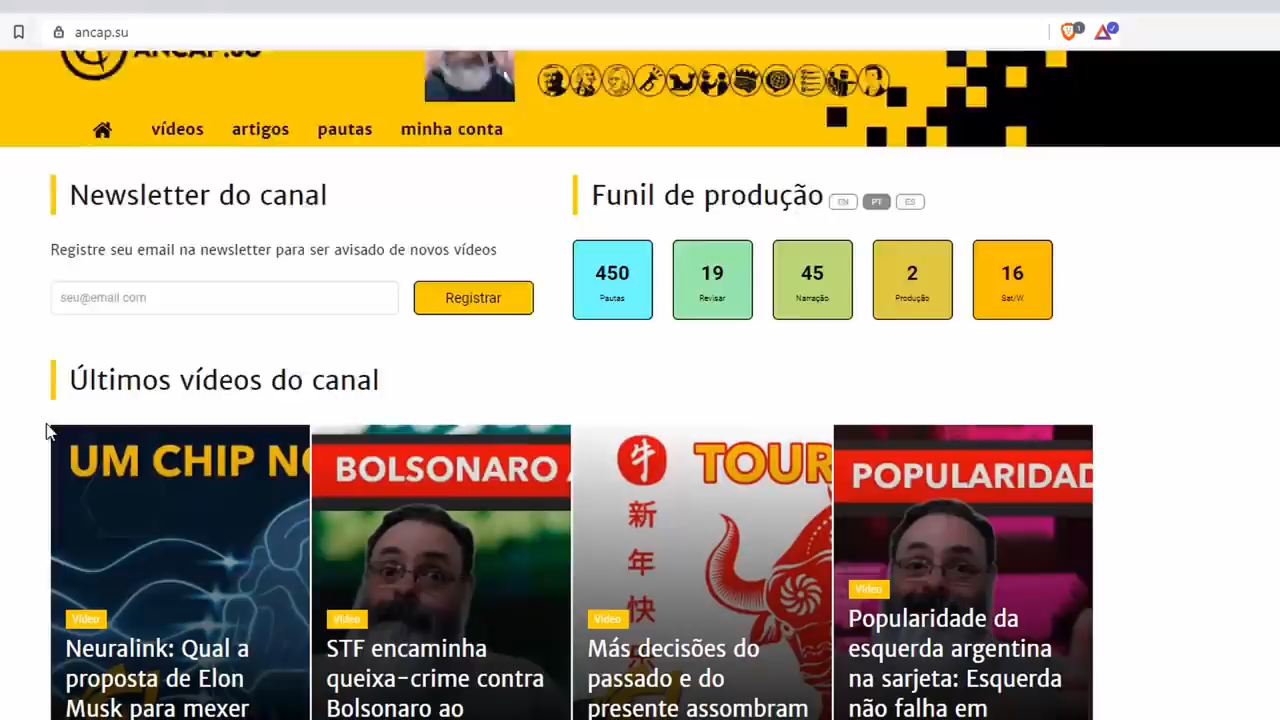 ancap.su
ANCAP.SU
vídeos artigos pautas minha conta
Newsletter do canal
Registre seu email na newsletter para ser avisado de novos vídeos
seu@email.com
Registrar
Funil de produção EN PT ES
450 19 45 2 16
Pautas Revisar Narração Produção Sat/W
Últimos vídeos do canal
UM CHIP NO
Vídeo
Neuralink: Qual a
proposta de Elon
Musk para mexer
BOLSONARO
Vídeo
STF encaminha
queixa-crime contra
Bolsonaro ao
牛
新
年
快
TOUR
Vídeo
Más decisões do
passado e do
presente assombram
POPULARIDAD
Vídeo
Popularidade da
esquerda argentina
na sarjeta: Esquerda
não falha em